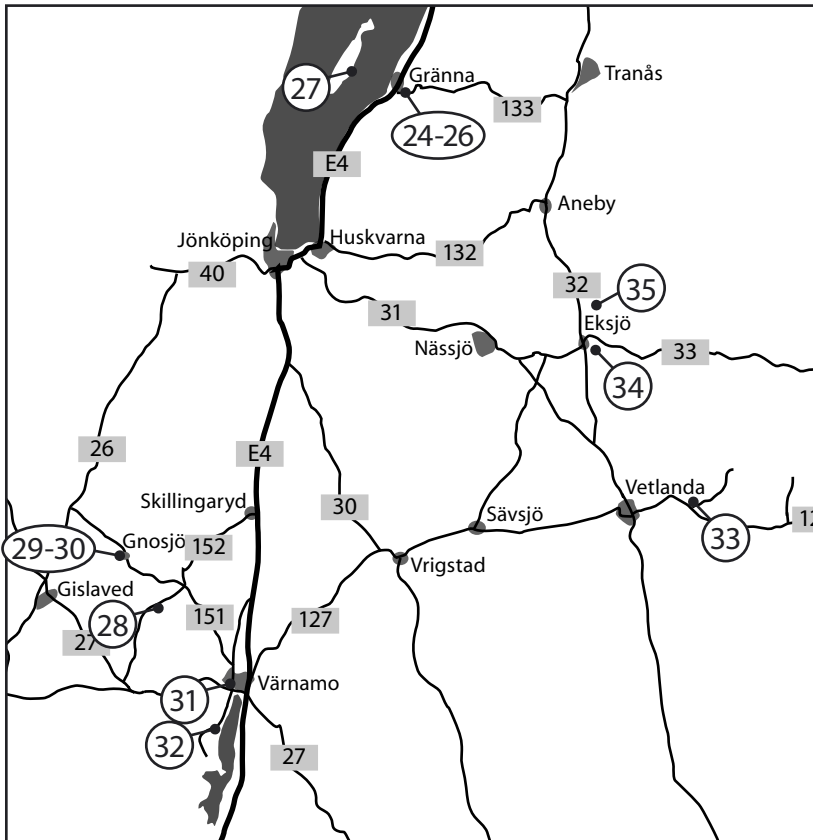 Gränna
Tranås
27
133
24-26
E4
Aneby
Jönköping
Huskvarna
132
40
32
35
31
Eksjö
Nässjö
33
34
26
E4
Skillingaryd
30
Vetlanda
Sävsjö
12
29-30
Gnosjö
152
33
Vrigstad
Gislaved
28
151
127
27
Värnamo
31
32
27